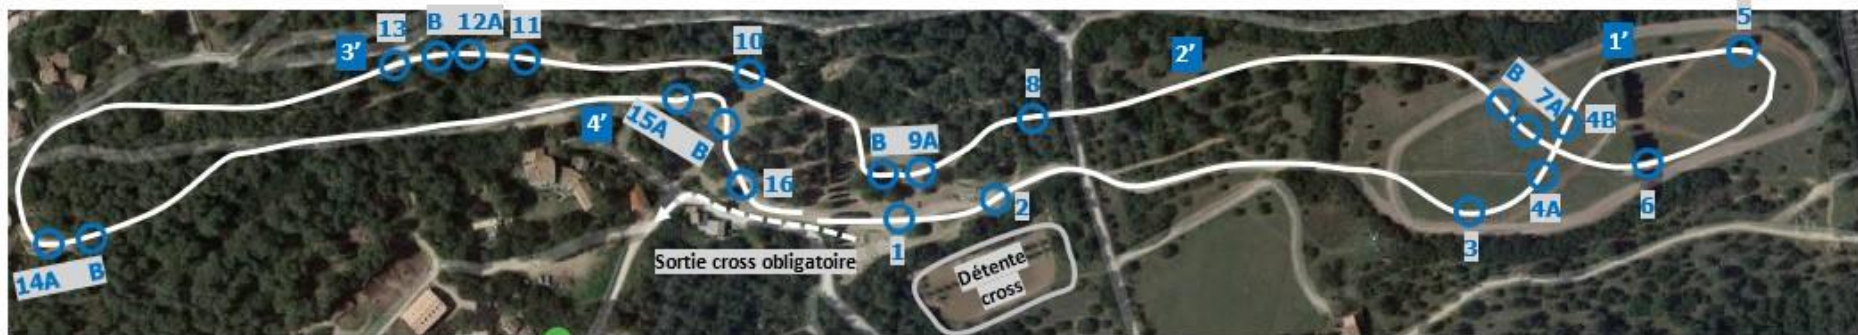 5
13
B 12A
11
3'
10
2'
1'
8
B 7A
4B
15A B
4'
B 9A
16
2
4A
6
1
3
Sortie cross obligatoire
14A B
Détente
cross